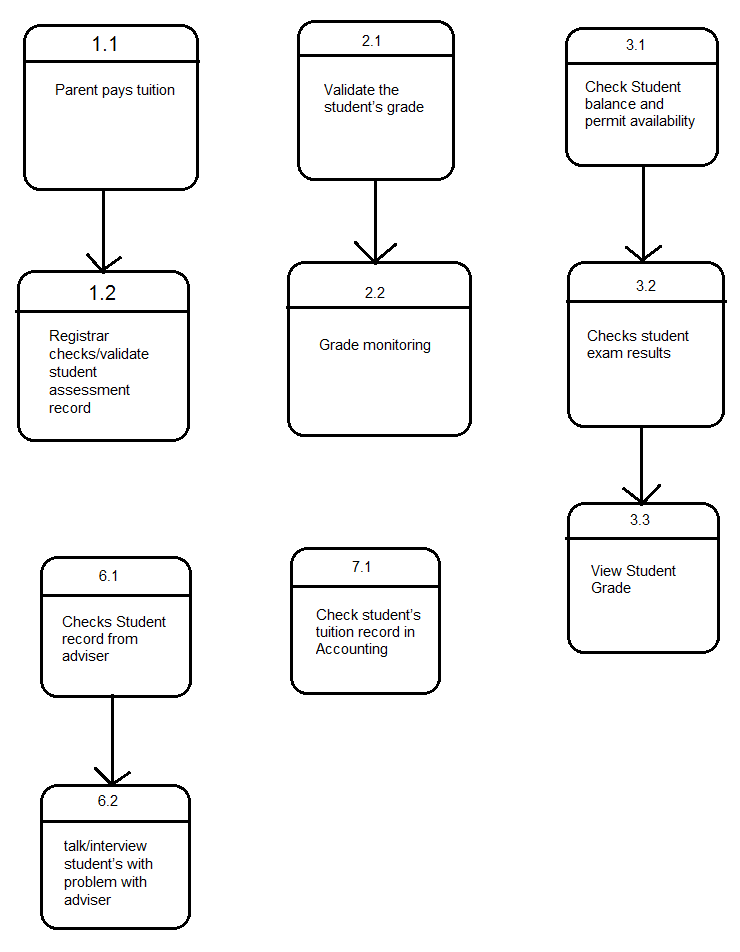 1.1
Parent pays tuition
2.1
Validate the
student's grade
3.1
Check Student
balance and
permit availability
1.2
Registrar
checks/validate
student
assessment
record
2.2
Grade monitoring
3.2
Checks student
exam results
3.3
View Student
Grade
6.1
Checks Student
record from
adviser
7.1
Check student's
tuition record in
Accounting
6.2
talk/interview
student's with
problem with
adviser